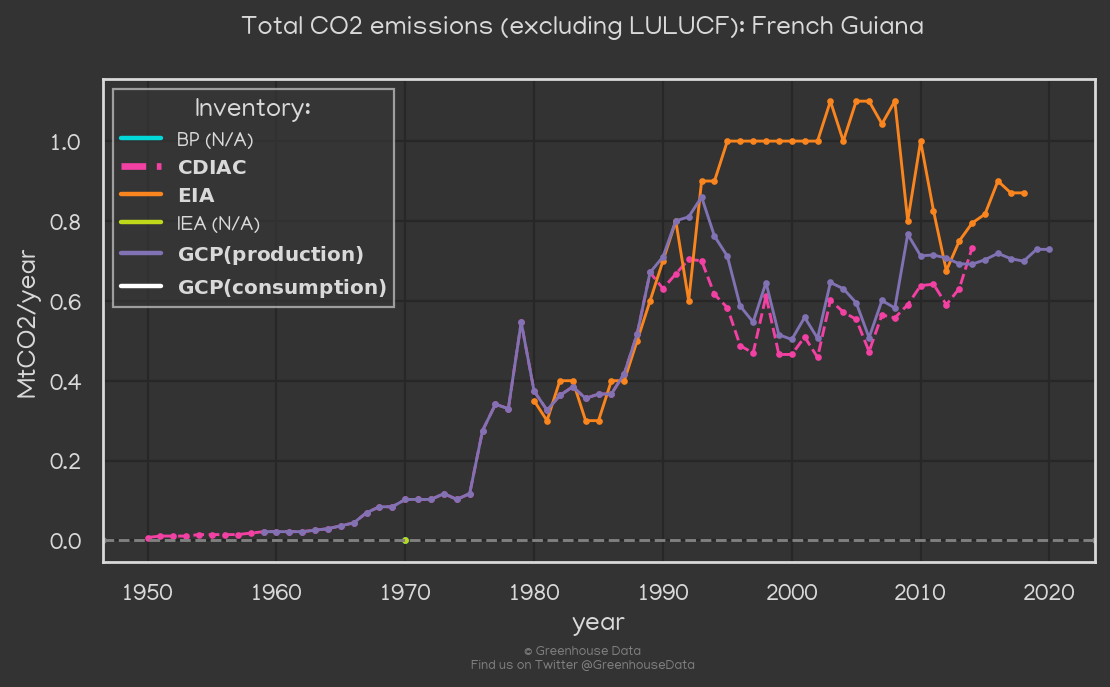 Total CO2 emissions (excluding LULUCF): French Guiana
Inventory:
BP (N/A)
CDIAC
EIA
IEA (N/A)
GCP(production)
GCP(consumption)
MtCO2/year
1.0
0.8
0.6
0.4
0.2
0.0
1950 1960 1970 1980 1990 2000 2010 2020
year
© Greenhouse Data
Find us on Twitter @GreenhouseData